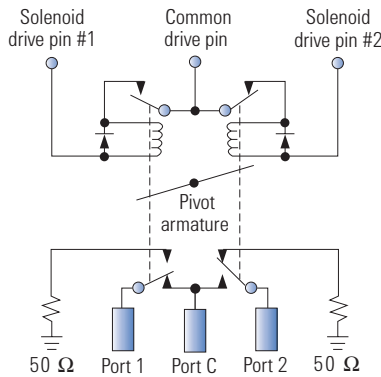 Solenoid
drive pin #1
Common
drive pin
Solenoid
drive pin #2
Pivot
armature
50 Ω
Port 1
Port C
Port 2
50 Ω